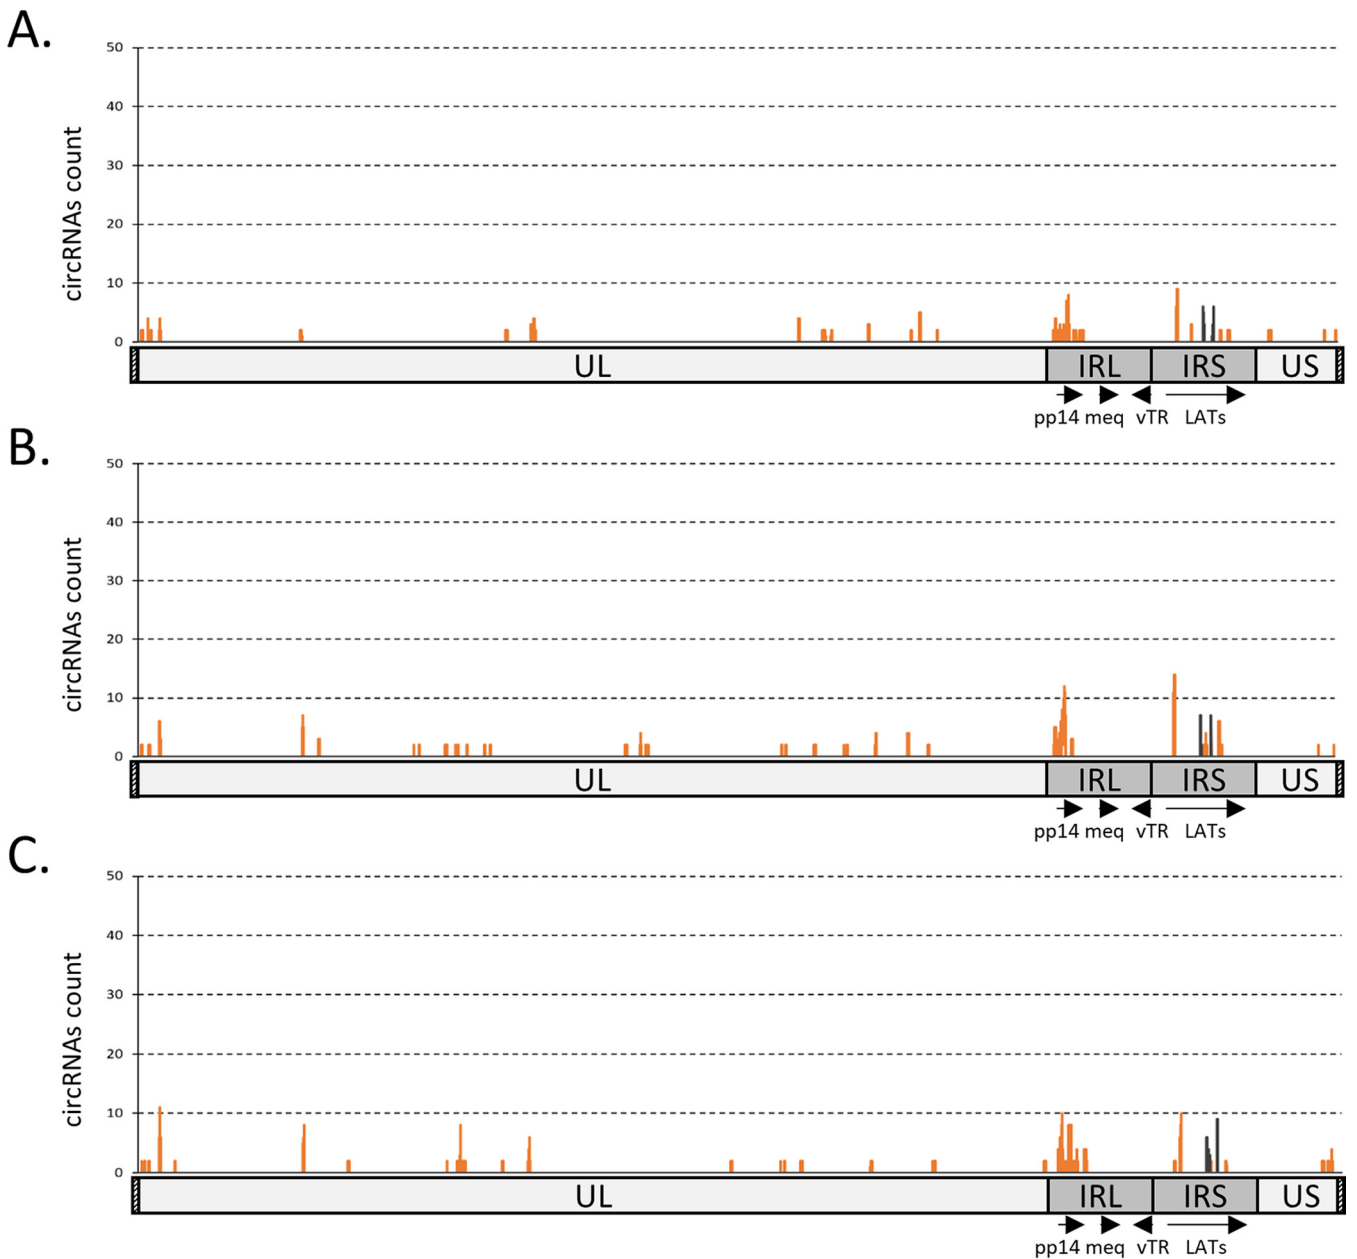 A.
50
40
30
20
10
0
circRNAs count
UL IRL IRS US
pp14 meq vTR LATs
B.
50
40
30
20
10
0
circRNAs count
UL IRL IRS US
pp14 meq vTR LATs
C.
50
40
30
20
10
0
circRNAs count
UL IRL IRS US
pp14 meq vTR LATs